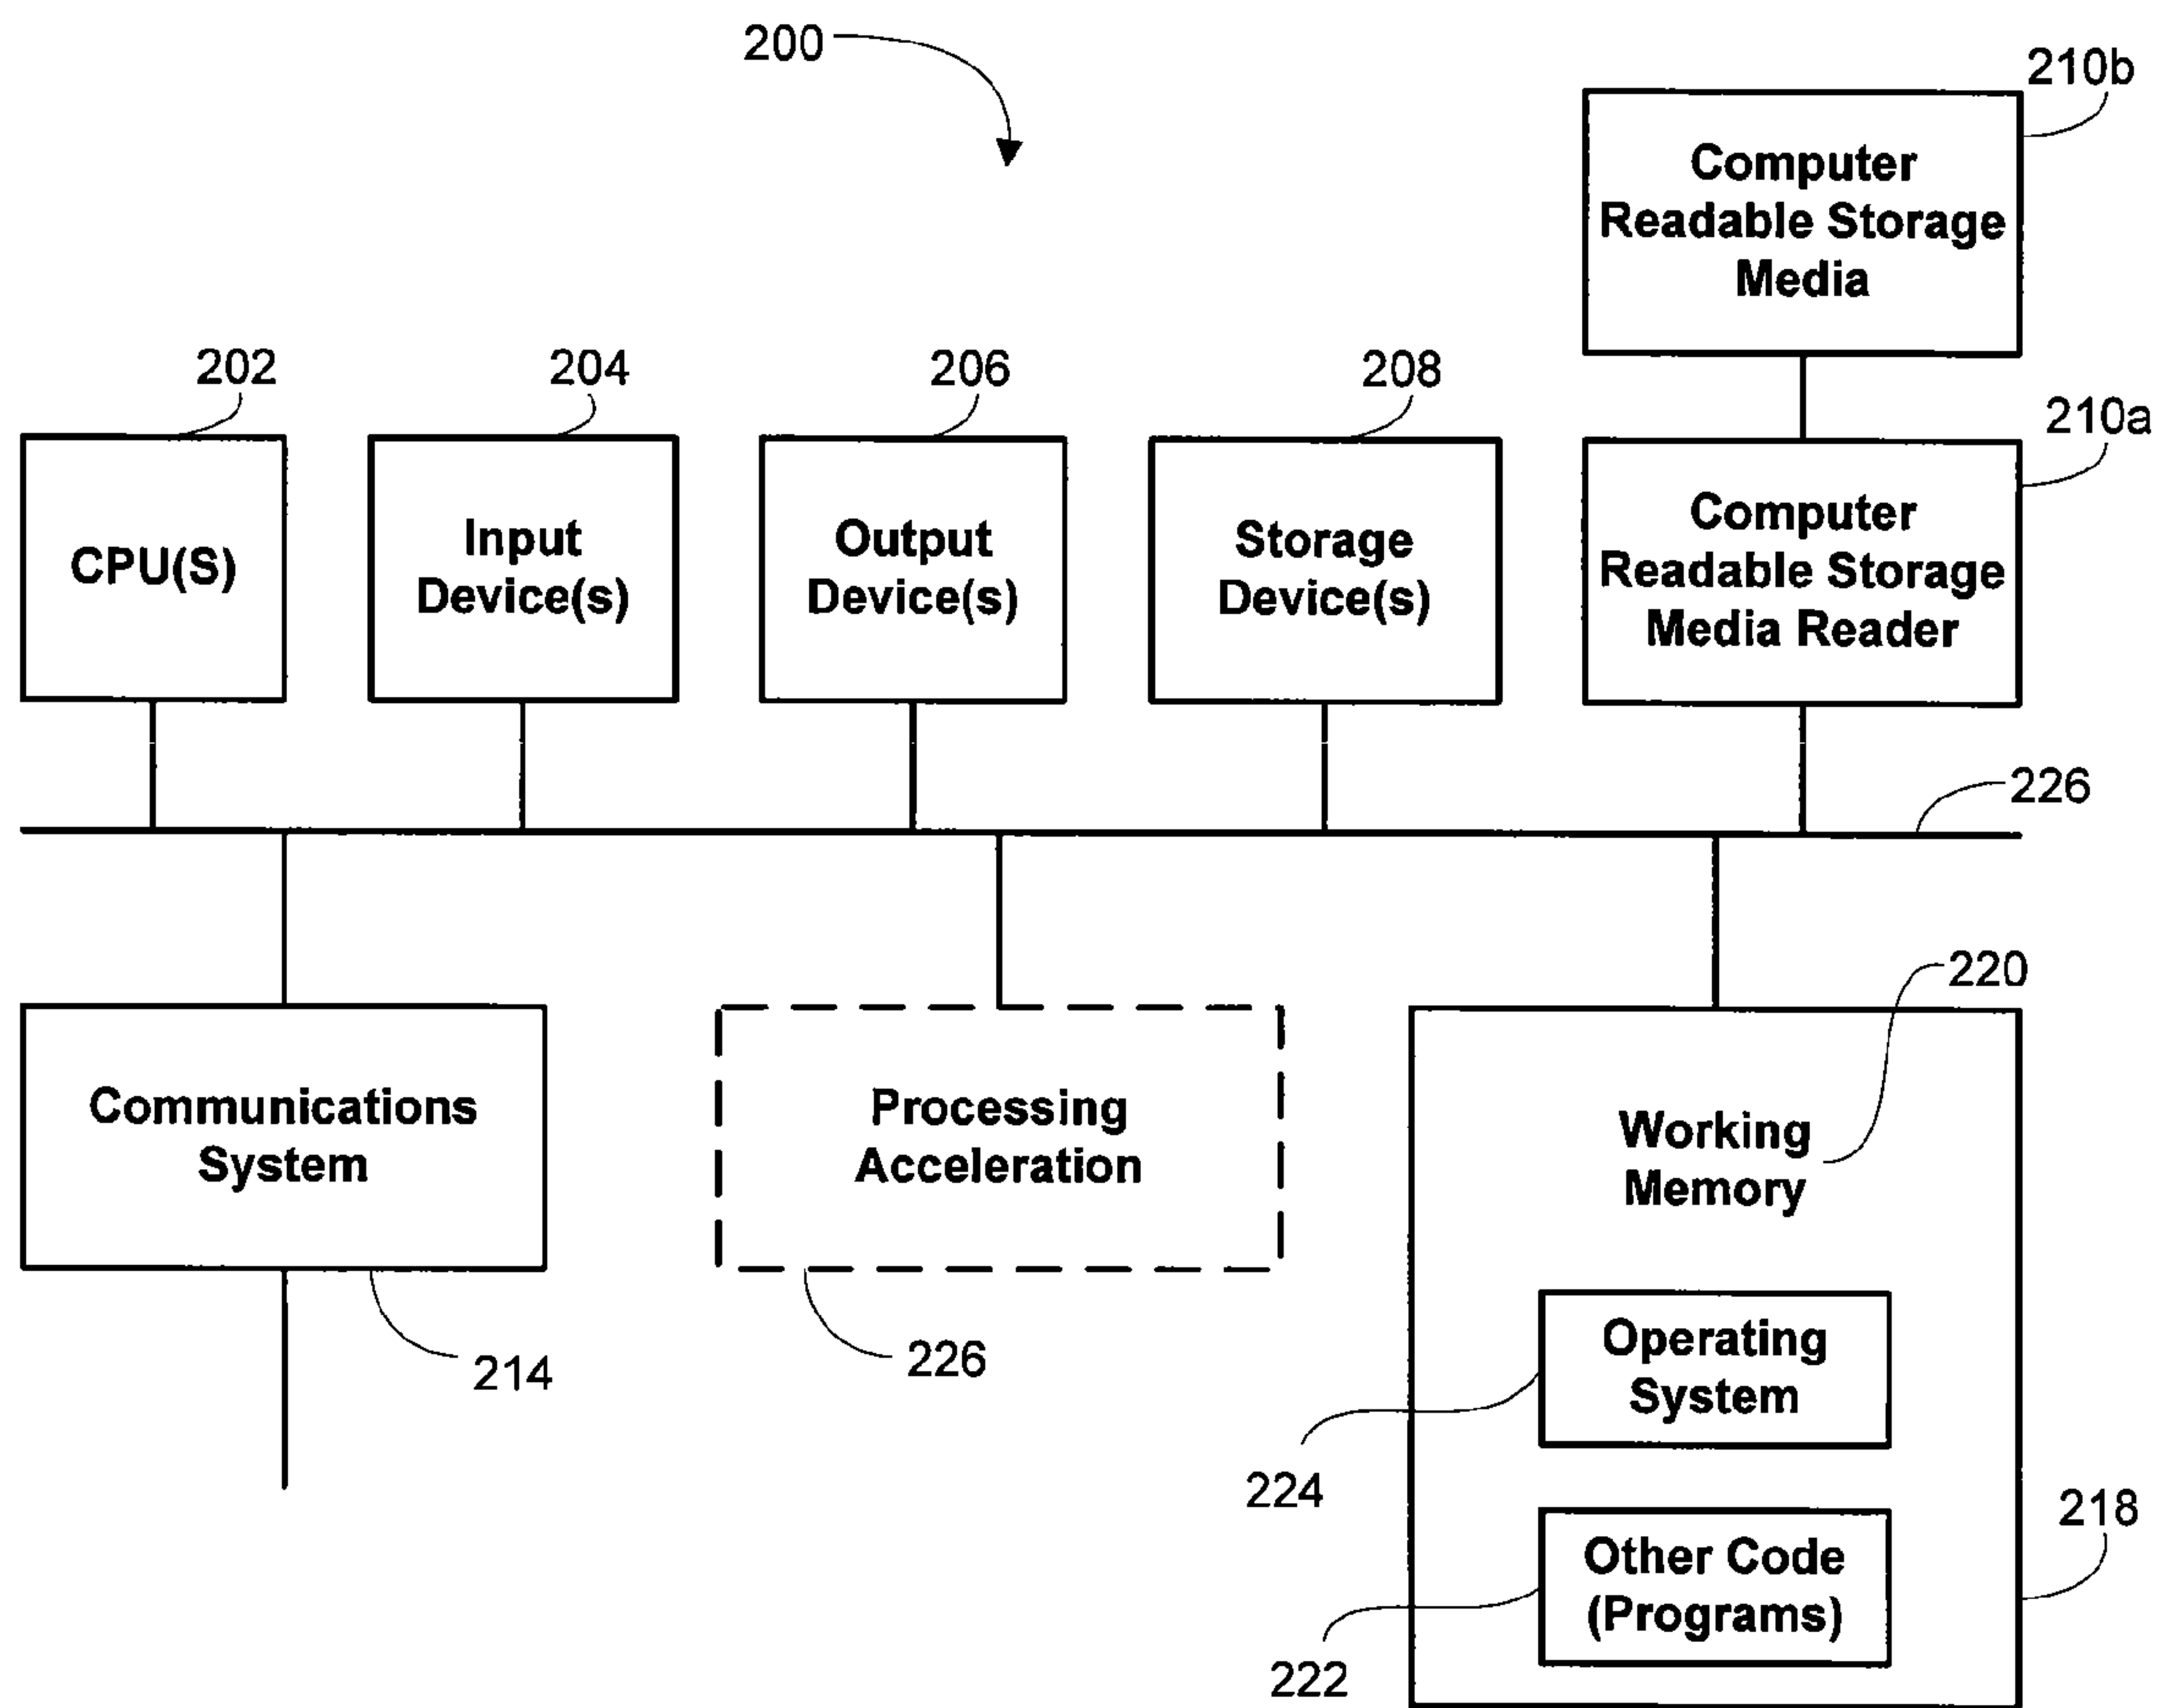 200
210b
Computer
Readable Storage
Media
202
204
206
208
210a
CPU(S)
Input
Device(s)
Output
Device(s)
Storage
Device(s)
Computer
Readable Storage
Media Reader
226
220
Communications
System
Processing
Acceleration
Working
Memory
214
226
Operating
System
224
218
Other Code
(Programs)
222